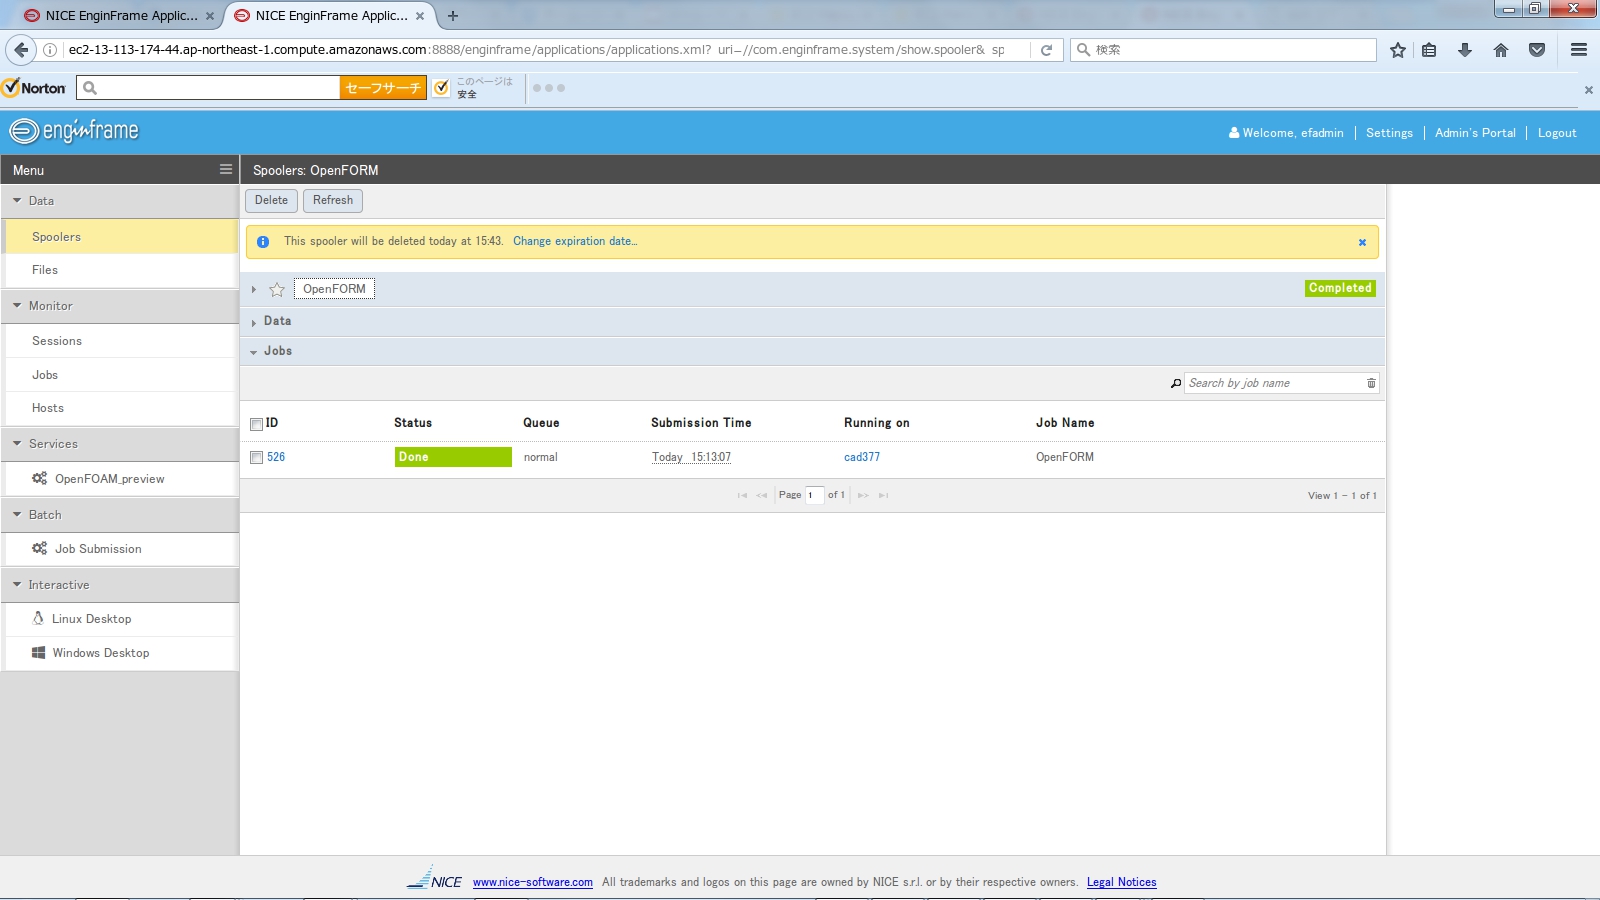 NICE EnginFrame Applic...
NICE EnginFrame Applic...
ec2-13-113-174-44.ap-northeast-1.compute.amazonaws.com:8888/enginframe/applications/applications.xml?_uri=//com.enginframe.system/show.spooler&_sp
検索
Norton
セーフサーチ
このページは
安全
enginframe
Welcome, efadmin
Settings
Admin's Portal
Logout
Menu
Spoolers: OpenFORM
Data
Spoolers
Files
Monitor
Sessions
Jobs
Hosts
Services
OpenFOAM_preview
Batch
Job Submission
Interactive
Linux Desktop
Windows Desktop
Delete
Refresh
This spooler will be deleted today at 15:43. Change expiration date...
OpenFORM
Completed
Data
Jobs
Search by job name
ID Status Queue Submission Time Running on Job Name
526 Done normal Today 15:13:07 cad377 OpenFORM
Page 1 of 1
View 1 - 1 of 1
NICE www.nice-software.com All trademarks and logos on this page are owned by NICE s.r.l. or by their respective owners. Legal Notices